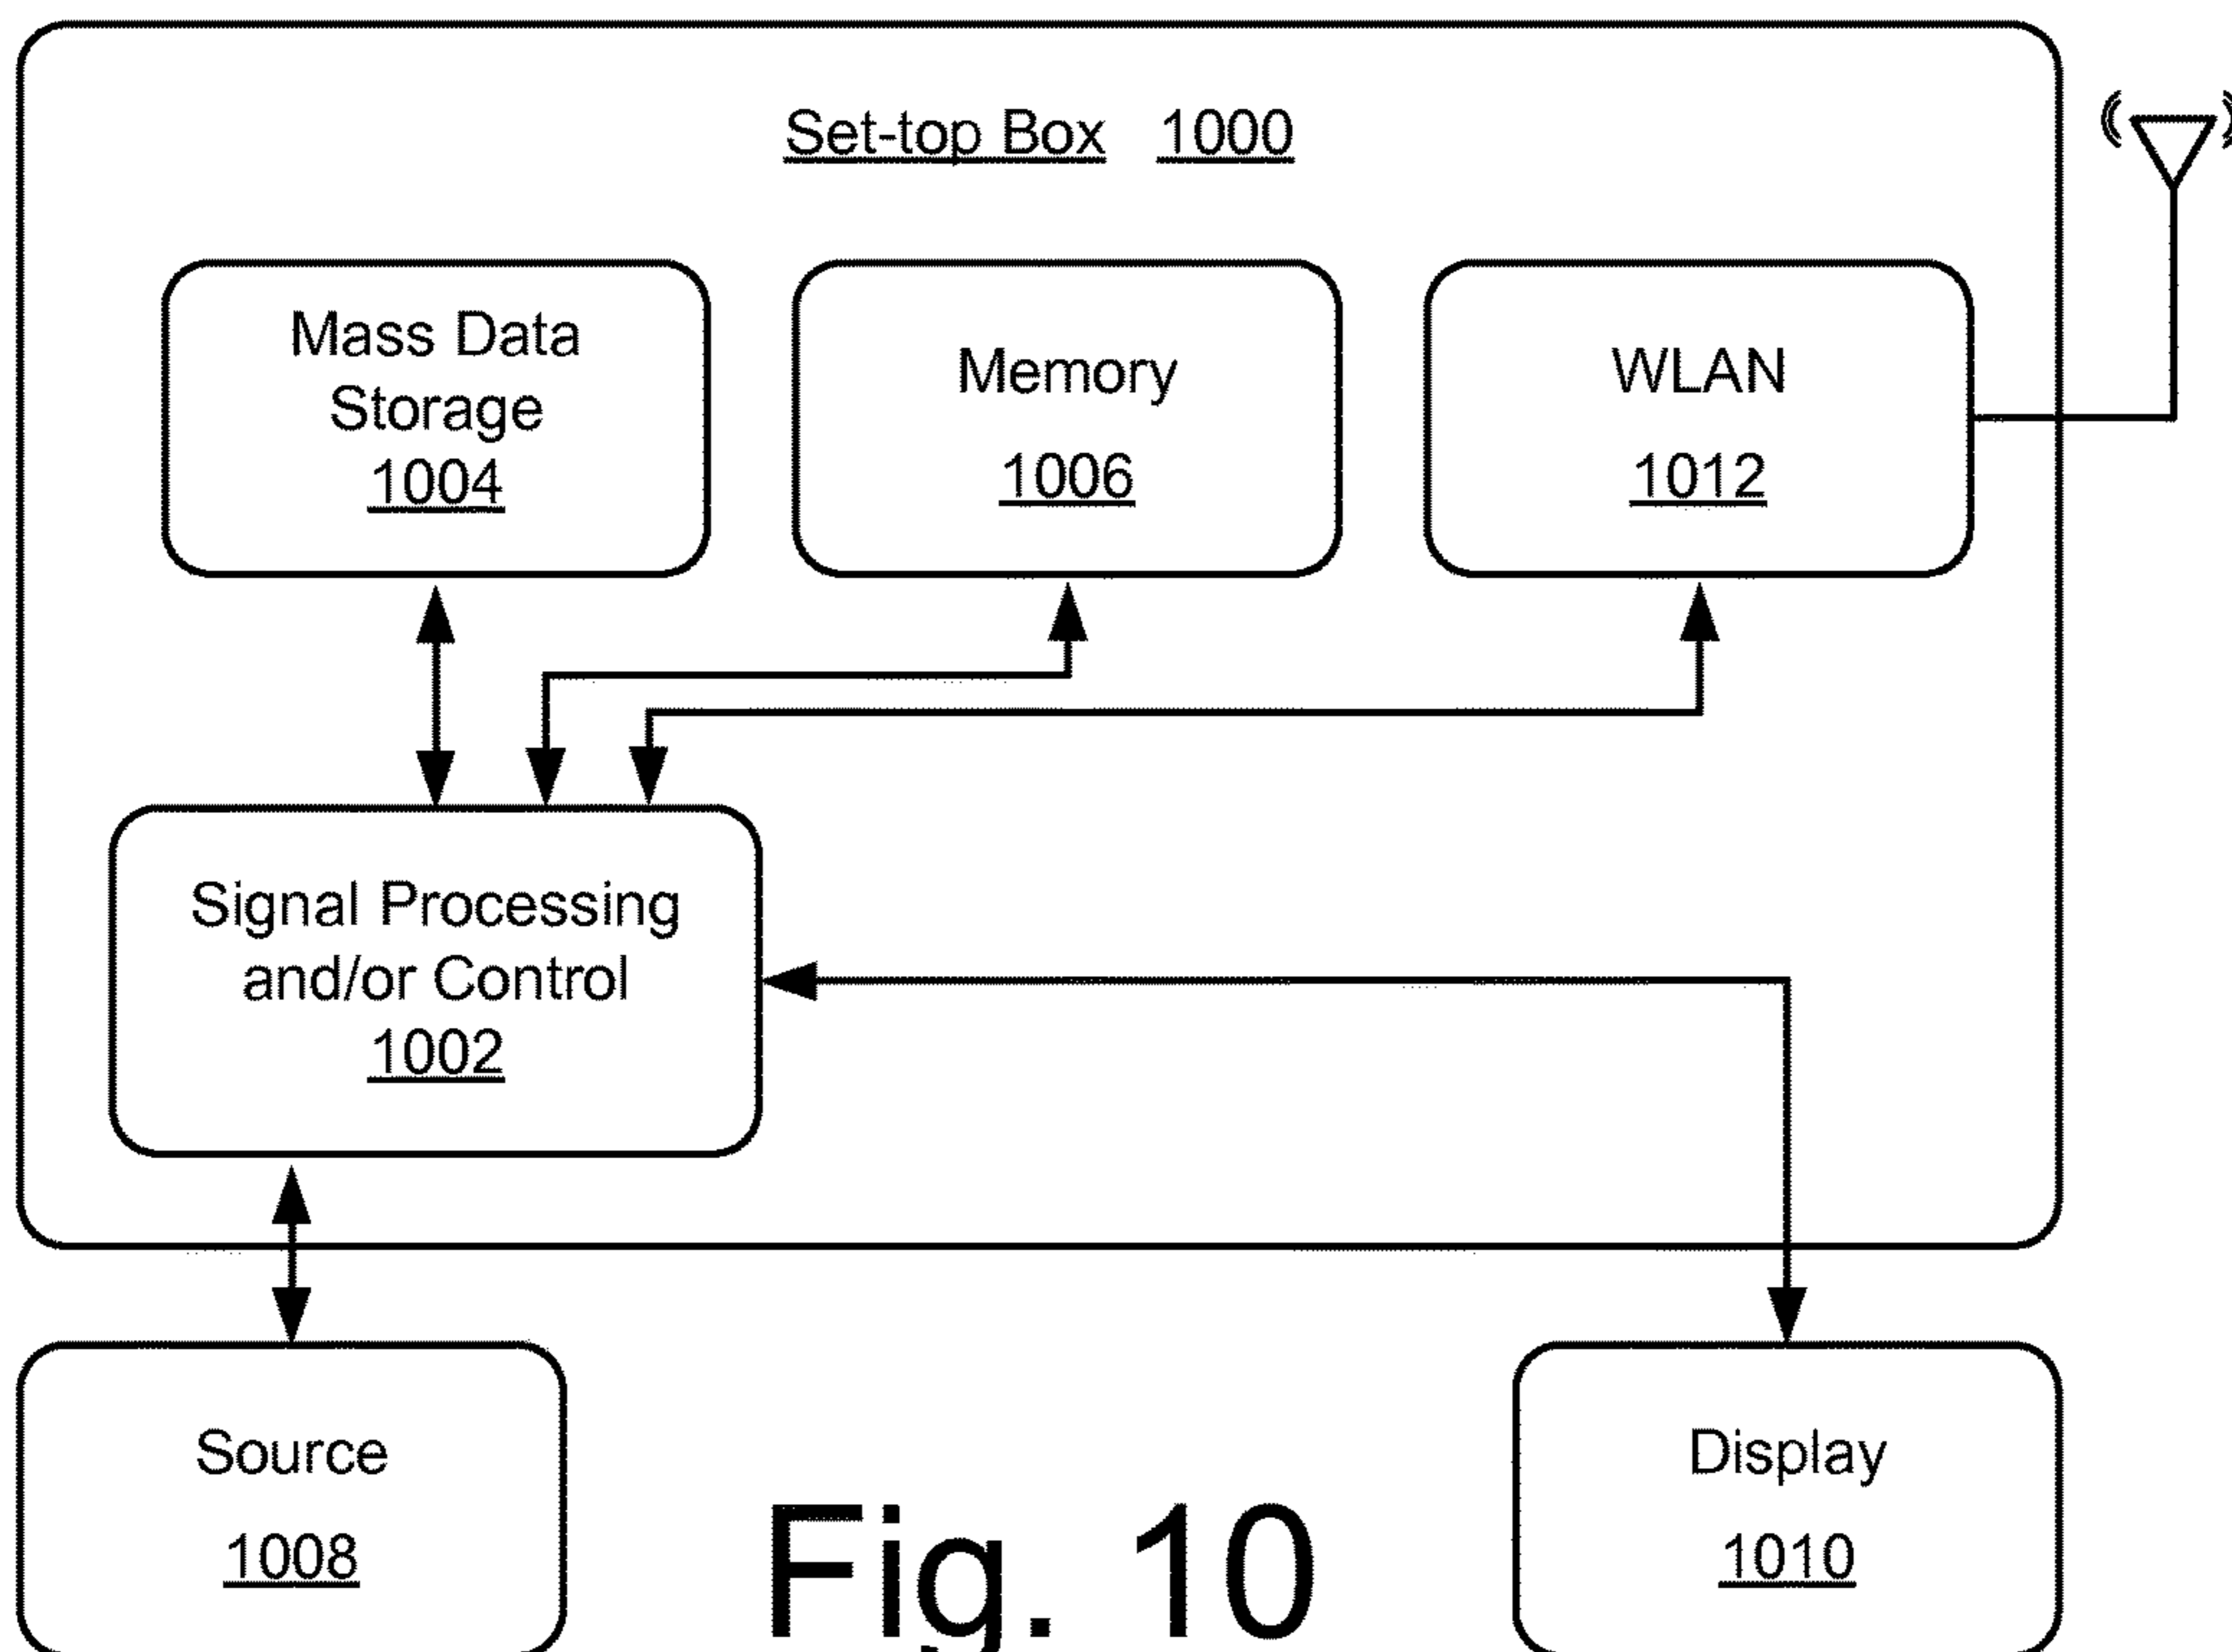 Set-top Box 1000
Mass Data
Storage
1004
Memory
1006
WLAN
1012
Signal Processing
and/or Control
1002
Source
1008
Display
1010
Fig. 10